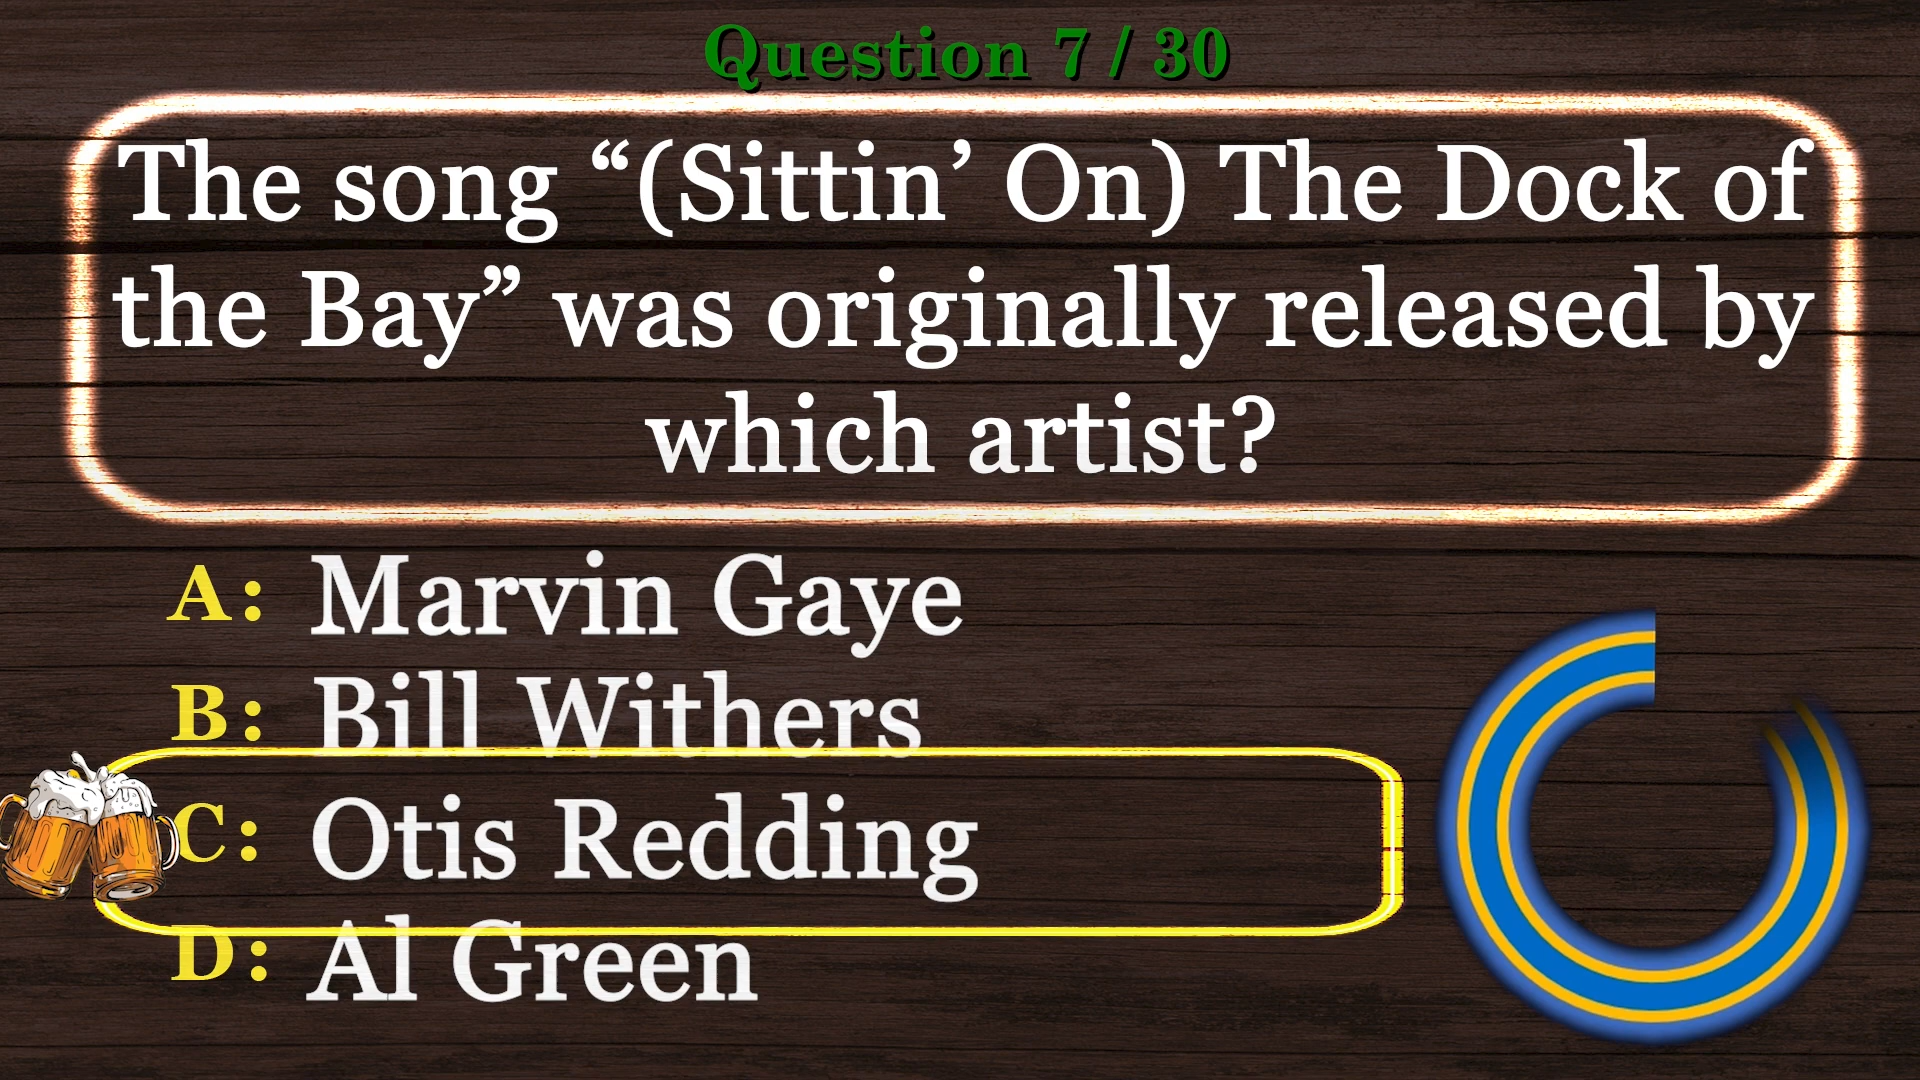 Question 7 / 30
The song “(Sittin’ On) The Dock of
the Bay” was originally released by
which artist?
A: Marvin Gaye
B: Bill Withers
C: Otis Redding
D: Al Green